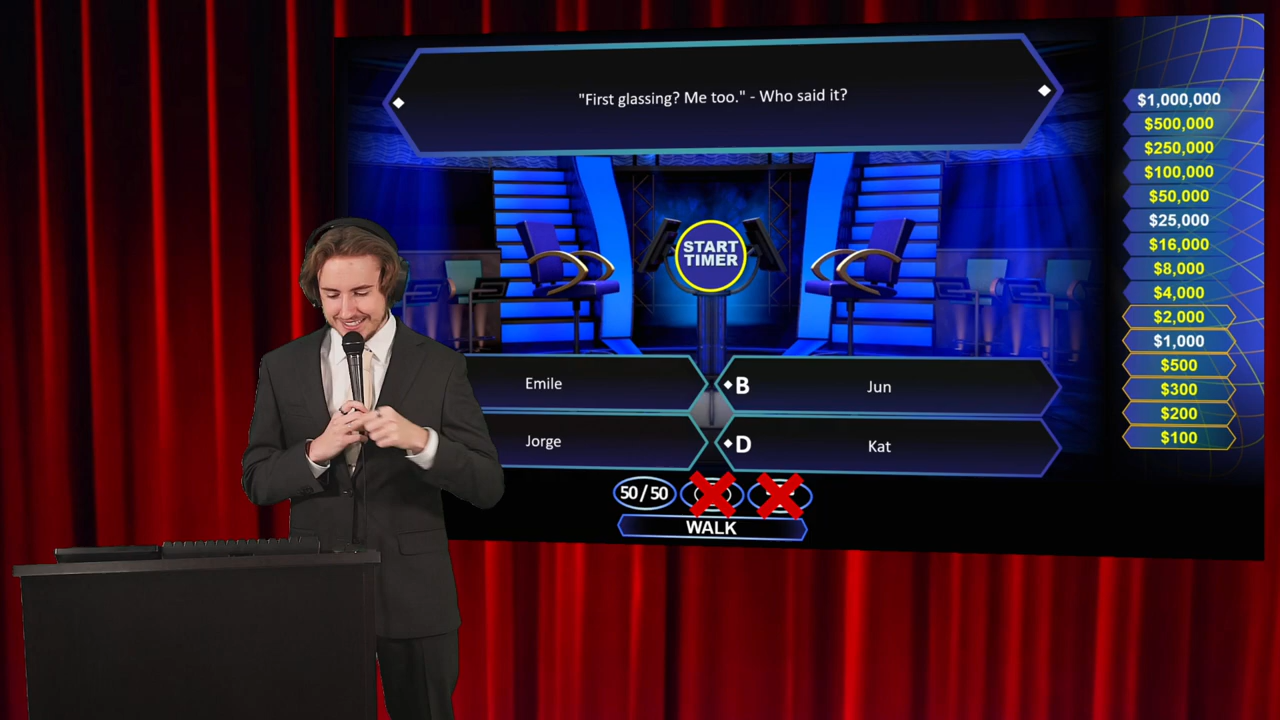 "First glassing? Me too." - Who said it?
$1,000,000
$500,000
$250,000
$100,000
$50,000
$25,000
$16,000
$8,000
$4,000
$2,000
$1,000
$500
$300
$200
$100
START
TIMER
Emile
B Jun
Jorge
D Kat
50/50
WALK